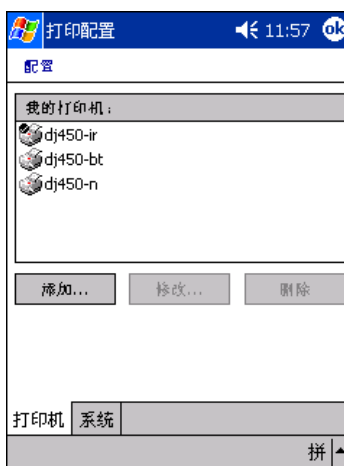 打印配置 11:57 ok
配置
我的打印机:
dj450-ir
dj450-bt
dj450-n
添加... 修改... 删除
打印机 系统
拼